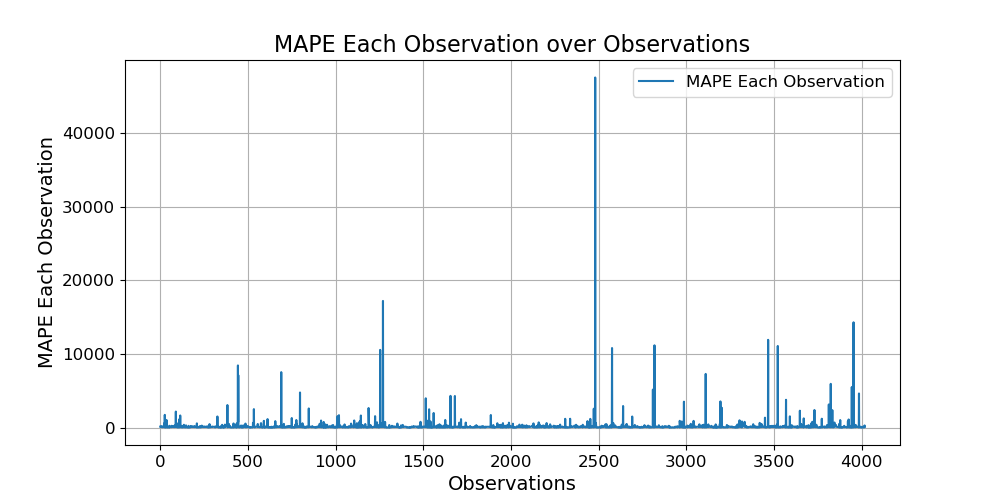 MAPE Each Observation over Observations
MAPE Each Observation
MAPE Each Observation
40000
30000
20000
10000
0
0 500 1000 1500 2000 2500 3000 3500 4000
Observations